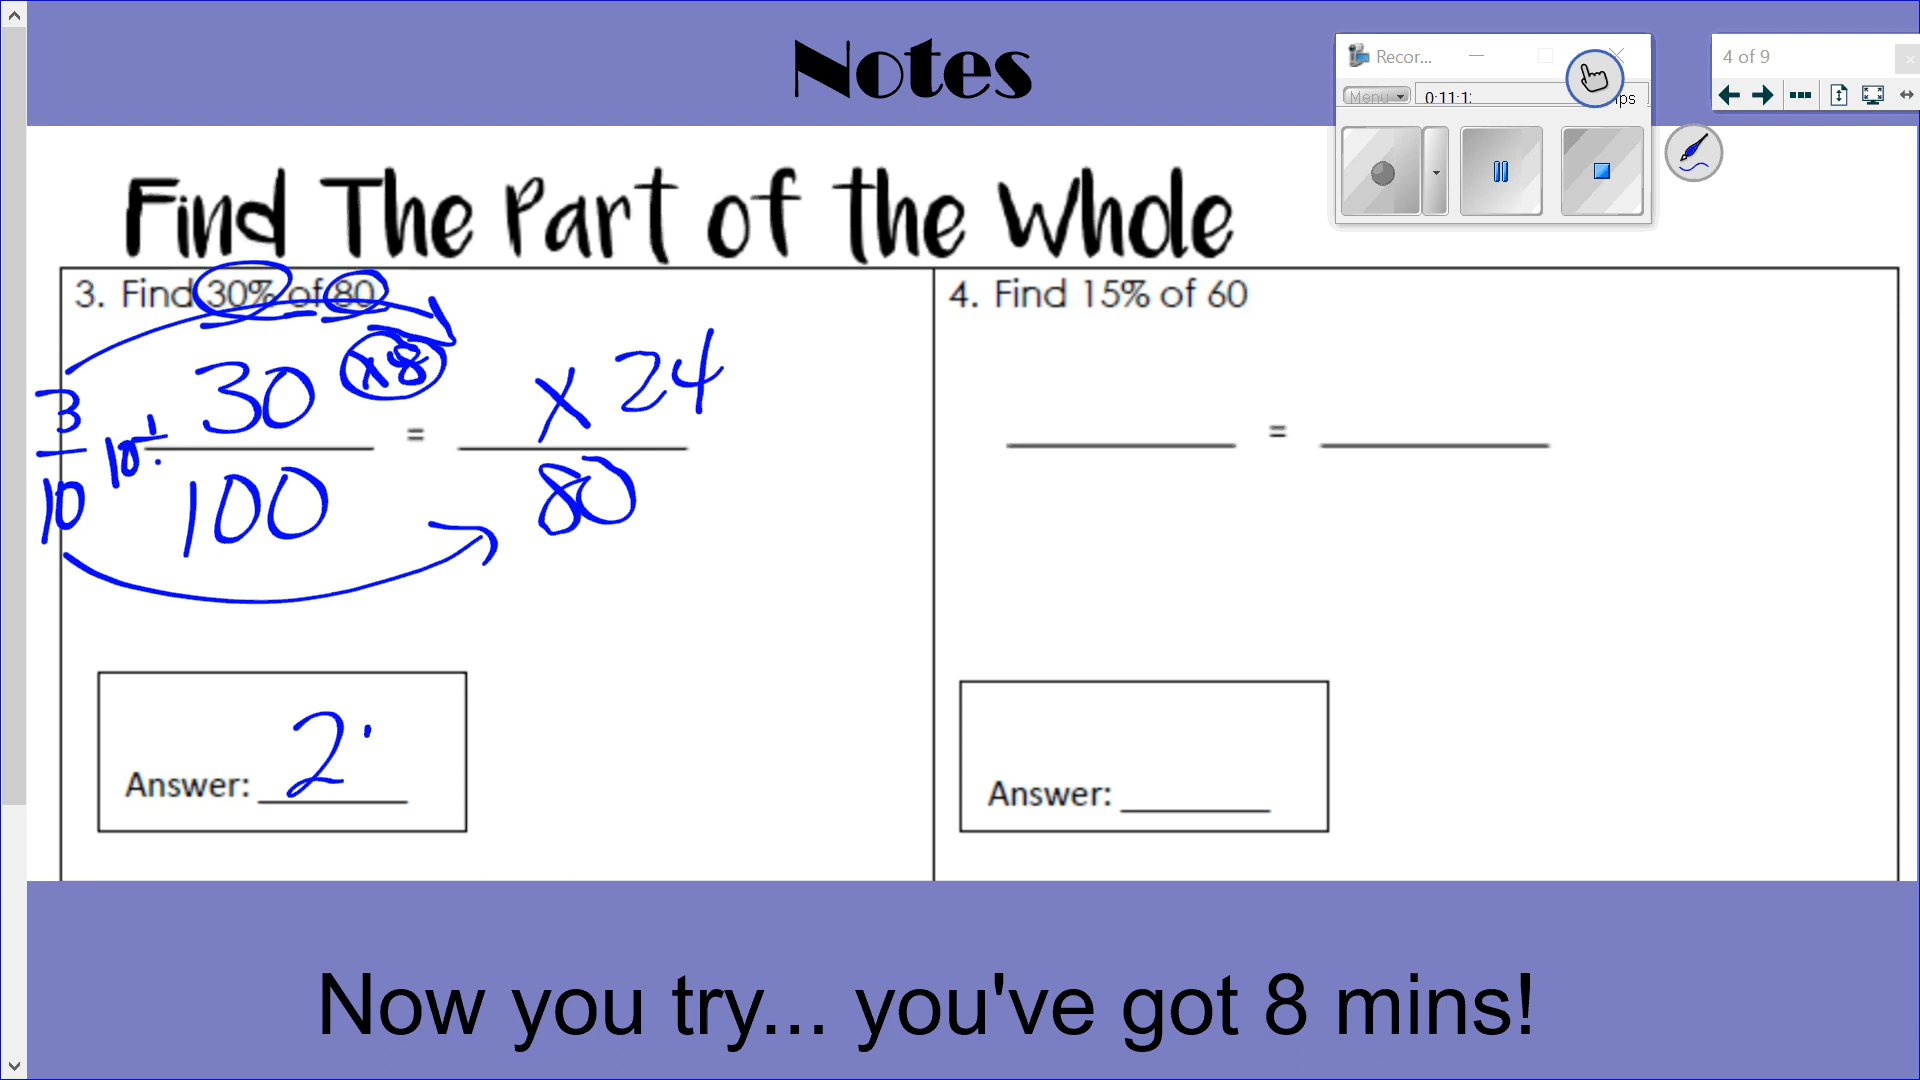 Notes
Recor...
4 of 9
Menu
0:11:1
ps
Find The Part of the Whole
3. Find 30% of 80
4. Find 15% of 60
x8
30
x 24
3
10÷
=
=
10
100
80
2
Answer:
Answer:
Now you try... you've got 8 mins!